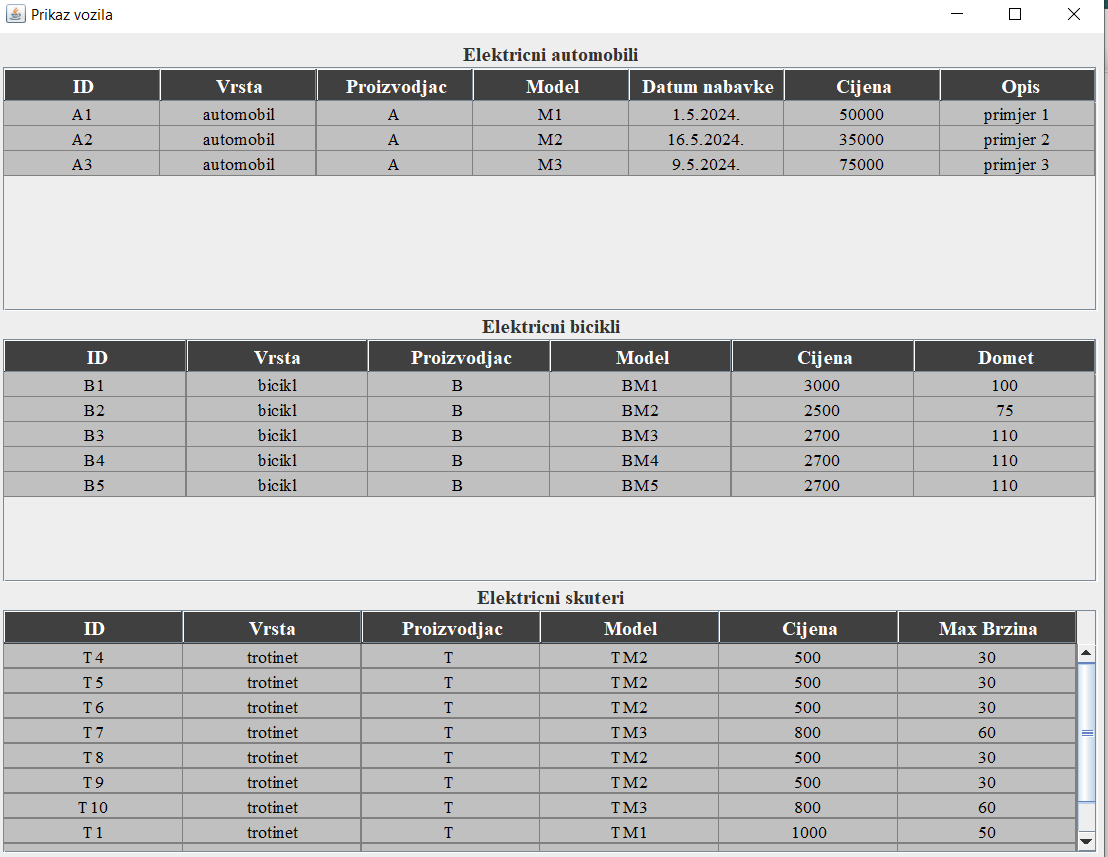 Prikaz vozila
Elektricni automobili
ID Vrsta Proizvodjac Model Datum nabavke Cijena Opis
A1 automobil A M1 1.5.2024. 50000 primjer 1
A2 automobil A M2 16.5.2024. 35000 primjer 2
A3 automobil A M3 9.5.2024. 75000 primjer 3
Elektricni bicikli
ID Vrsta Proizvodjac Model Cijena Domet
B1 bicikl B BM1 3000 100
B2 bicikl B BM2 2500 75
B3 bicikl B BM3 2700 110
B4 bicikl B BM4 2700 110
B5 bicikl B BM5 2700 110
Elektricni skuteri
ID Vrsta Proizvodjac Model Cijena Max Brzina
T4 trotinet T TM2 500 30
T5 trotinet T TM2 500 30
T6 trotinet T TM2 500 30
T7 trotinet T TM3 800 60
T8 trotinet T TM2 500 30
T9 trotinet T TM2 500 30
T10 trotinet T TM3 800 60
T1 trotinet T TM1 1000 50